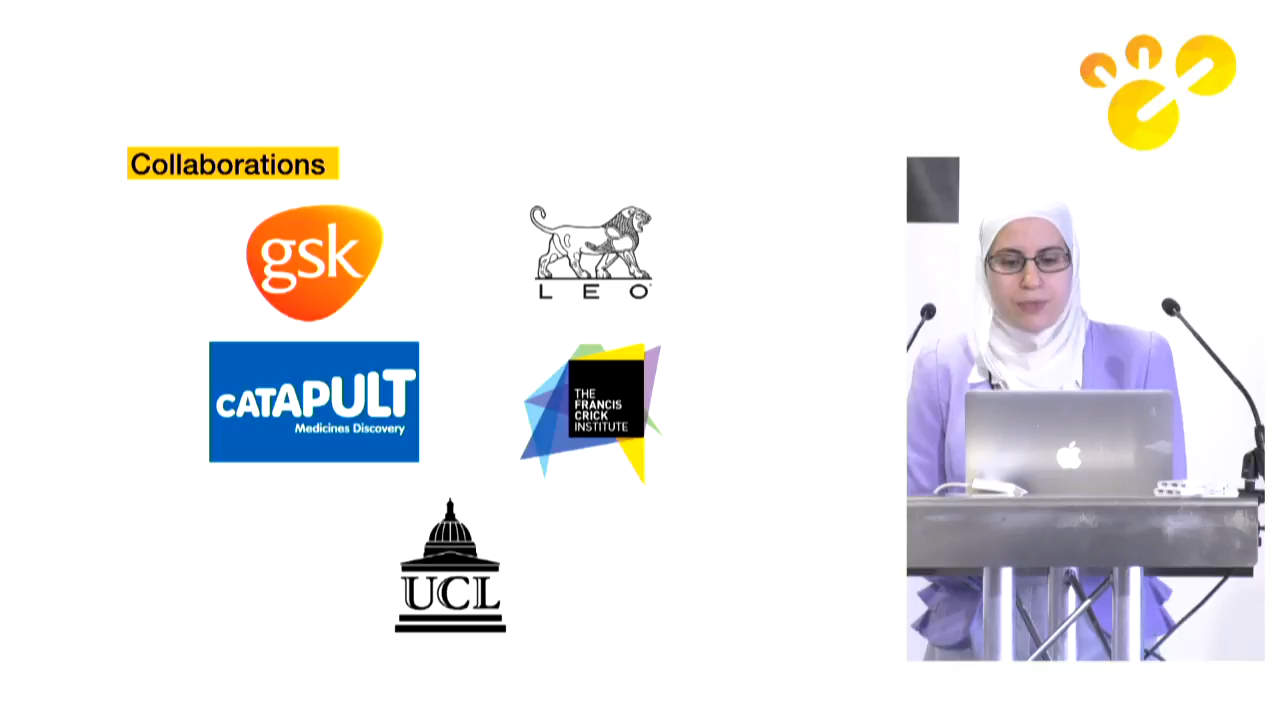 Collaborations
gsk
LEO
CATAPULT
Medicines Discovery
THE
FRANCIS
CRICK
INSTITUTE
UCL